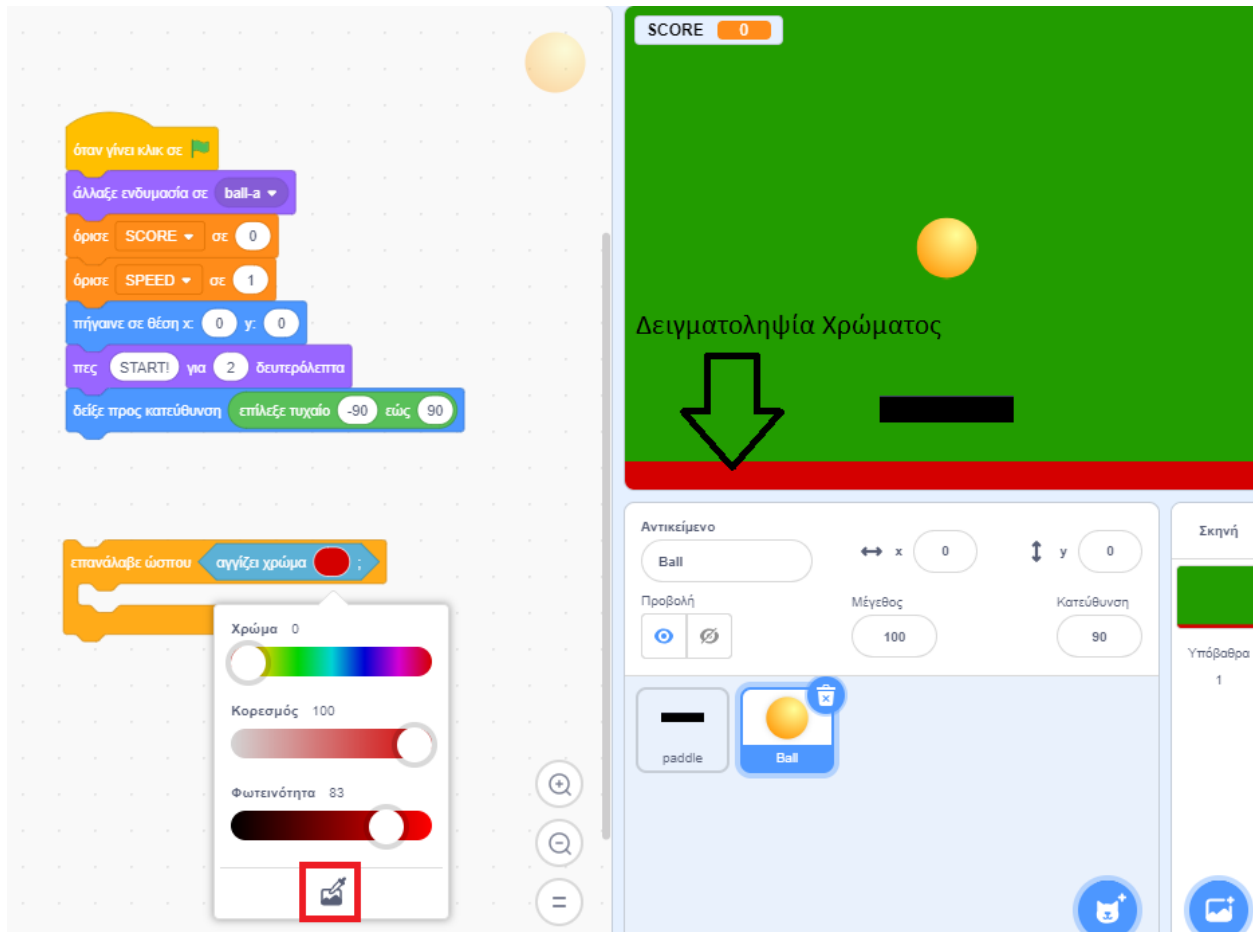 όταν γίνει κλικ σε
άλλαξε ενδυμασία σε ball-a
όρισε SCORE σε 0
όρισε SPEED σε 1
πήγαινε σε θέση x: 0 y: 0
πες START! για 2 δευτερόλεπτα
δείξε προς κατεύθυνση επίλεξε τυχαίο -90 εώς 90
επανάλαβε ώσπου αγγίζει χρώμα ;
Χρώμα 0
Κορεσμός 100
Φωτεινότητα 83
SCORE 0
Δειγματοληψία Χρώματος
Αντικείμενο
Ball
x 0
y 0
Προβολή
Μέγεθος
100
Κατεύθυνση
90
paddle
Ball
Σκηνή
Υπόβαθρα
1